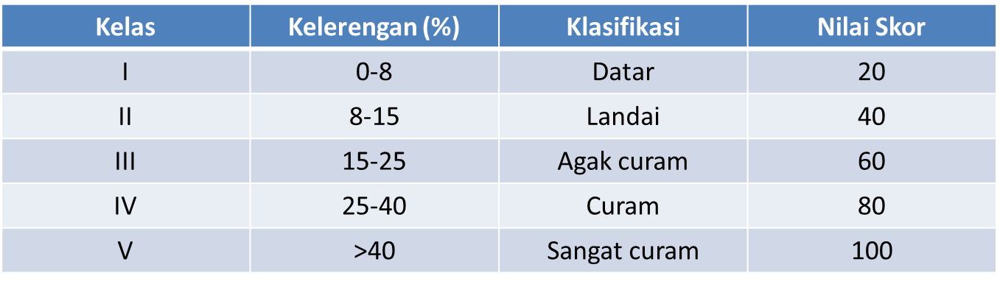 Kelas Kelerengan (%) Klasifikasi Nilai Skor
I 0-8 Datar 20
II 8-15 Landai 40
III 15-25 Agak curam 60
IV 25-40 Curam 80
V >40 Sangat curam 100